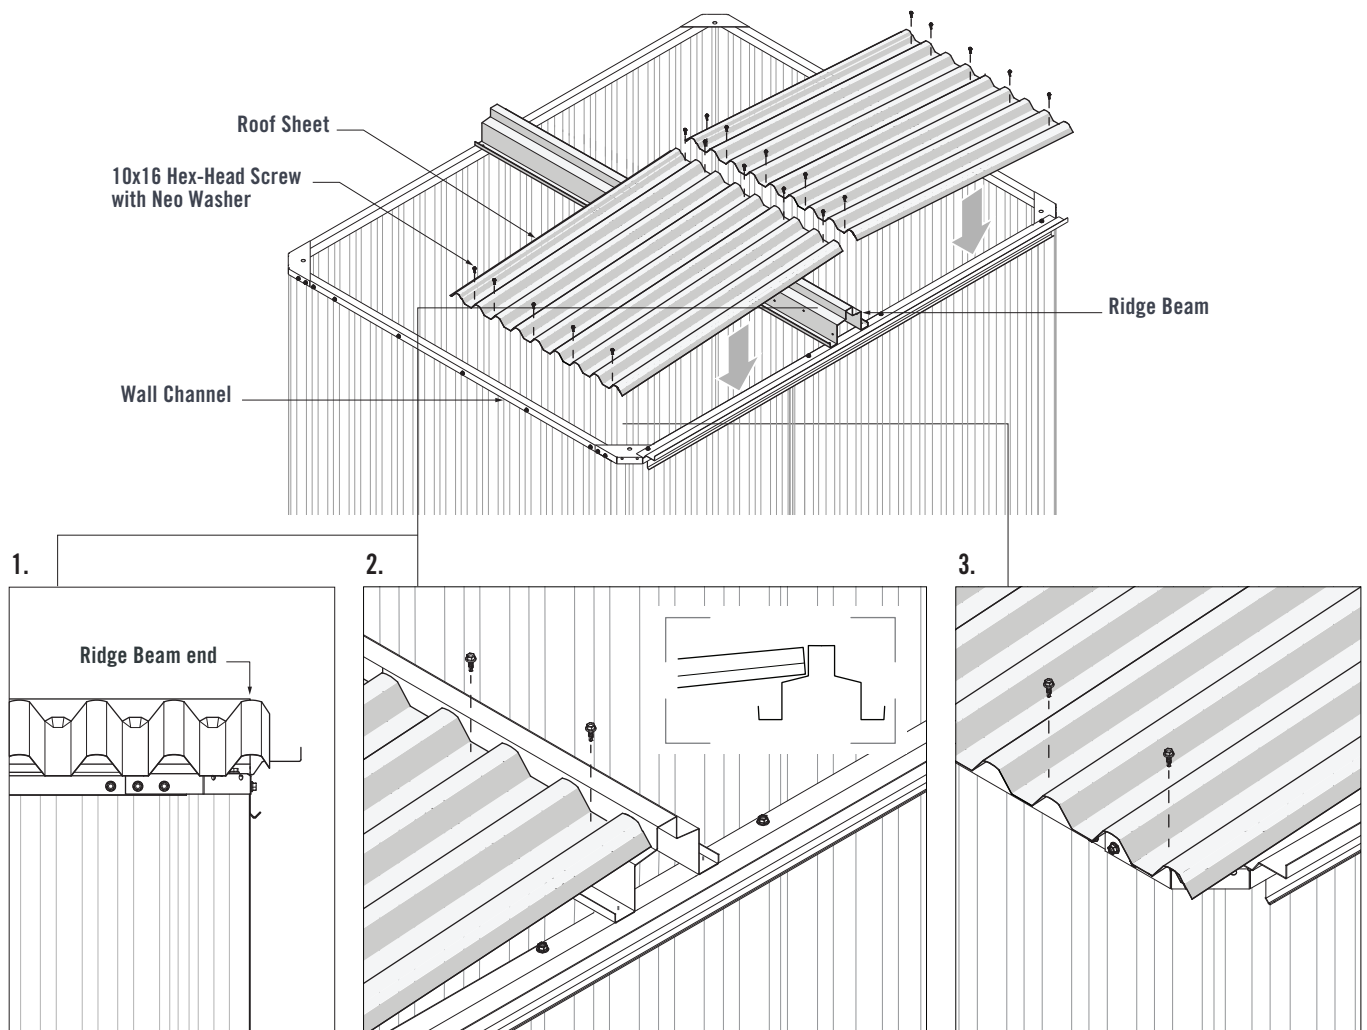 Roof Sheet
10x16 Hex-Head Screw
with Neo Washer
Ridge Beam
Wall Channel
1.
2.
3.
Ridge Beam end